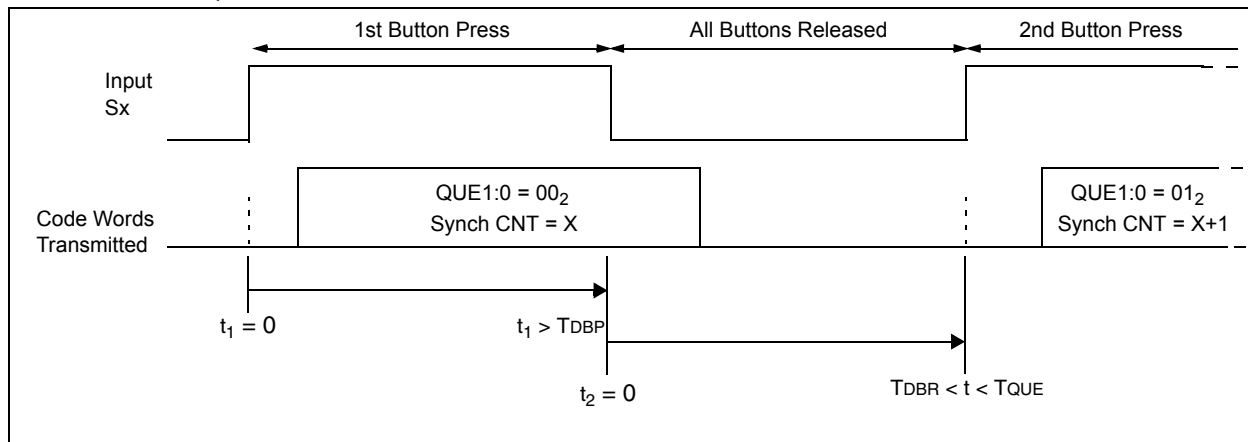 1st Button Press
All Buttons Released
2nd Button Press
Input
Sx
QUE1:0 = 00₂
Synch CNT = X
QUE1:0 = 01₂
Synch CNT = X+1
Code Words
Transmitted
t₁ = 0
t₁ > TDBP
t₂ = 0
TDBR < t < TQUE